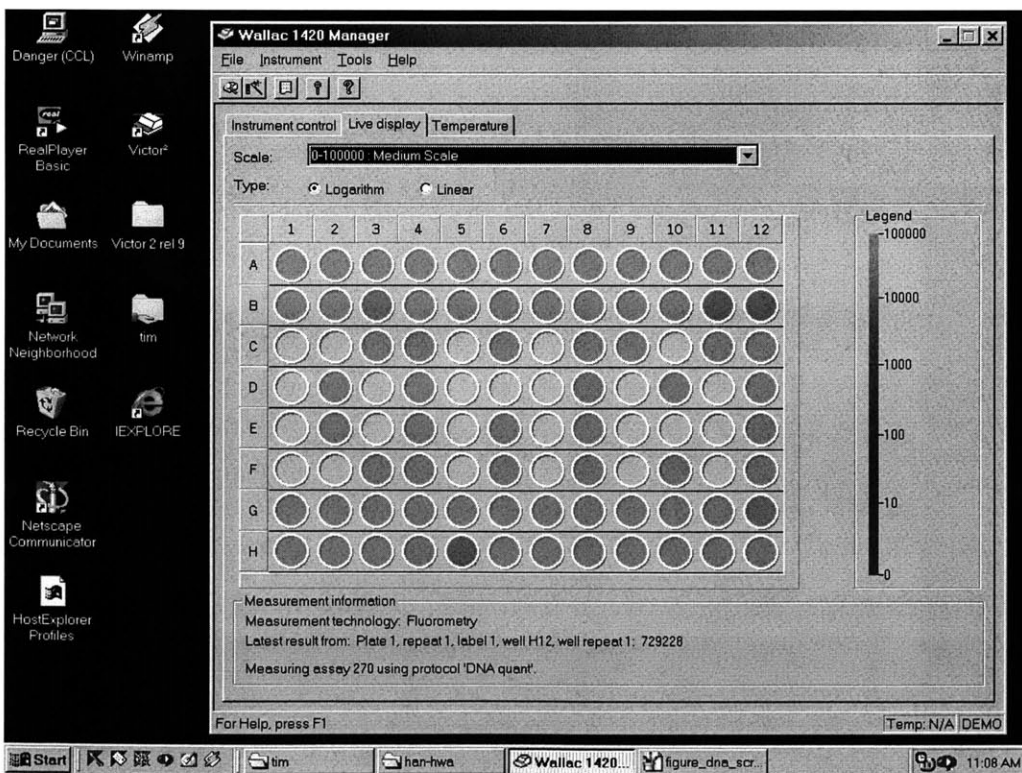 Danger (CCL)
Winamp
real
RealPlayer
Basic
Victor²
My Documents
Victor 2 rel 9
Network
Neighborhood
tim
Recycle Bin
IEXPLORE
Netscape
Communicator
HostExplorer
Profiles
Wallac 1420 Manager
File Instrument Tools Help
Instrument control Live display Temperature
Scale: 0-100000 : Medium Scale
Type: Logarithm Linear
1 2 3 4 5 6 7 8 9 10 11 12
A
B
C
D
E
F
G
H
Legend
100000
10000
1000
100
10
0
Measurement information
Measurement technology: Fluorometry
Latest result from: Plate 1, repeat 1, label 1, well H12, well repeat 1: 729228
Measuring assay 270 using protocol 'DNA quant'.
For Help, press F1
Temp: N/A DEMO
Start tim han-hwa Wallac 1420... figure_dna_scr... 11:08 AM